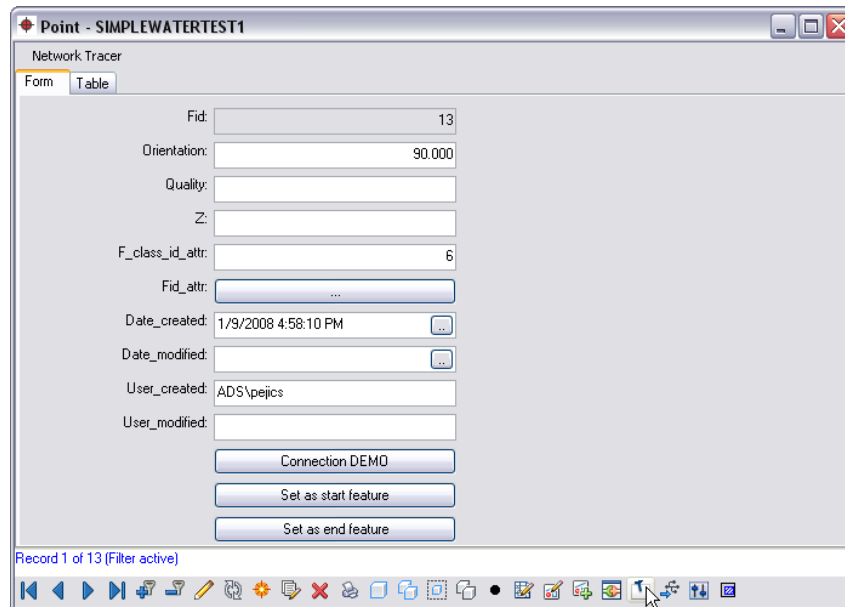 Point - SIMPLEWATERTEST1
Network Tracer
Form Table
Fid: 13
Orientation: 90.000
Quality:
Z:
F_class_id_attr: 6
Fid_attr: ...
Date_created: 1/9/2008 4:58:10 PM ..
Date_modified: ..
User_created: ADS\pejics
User_modified:
Connection DEMO
Set as start feature
Set as end feature
Record 1 of 13 (Filter active)